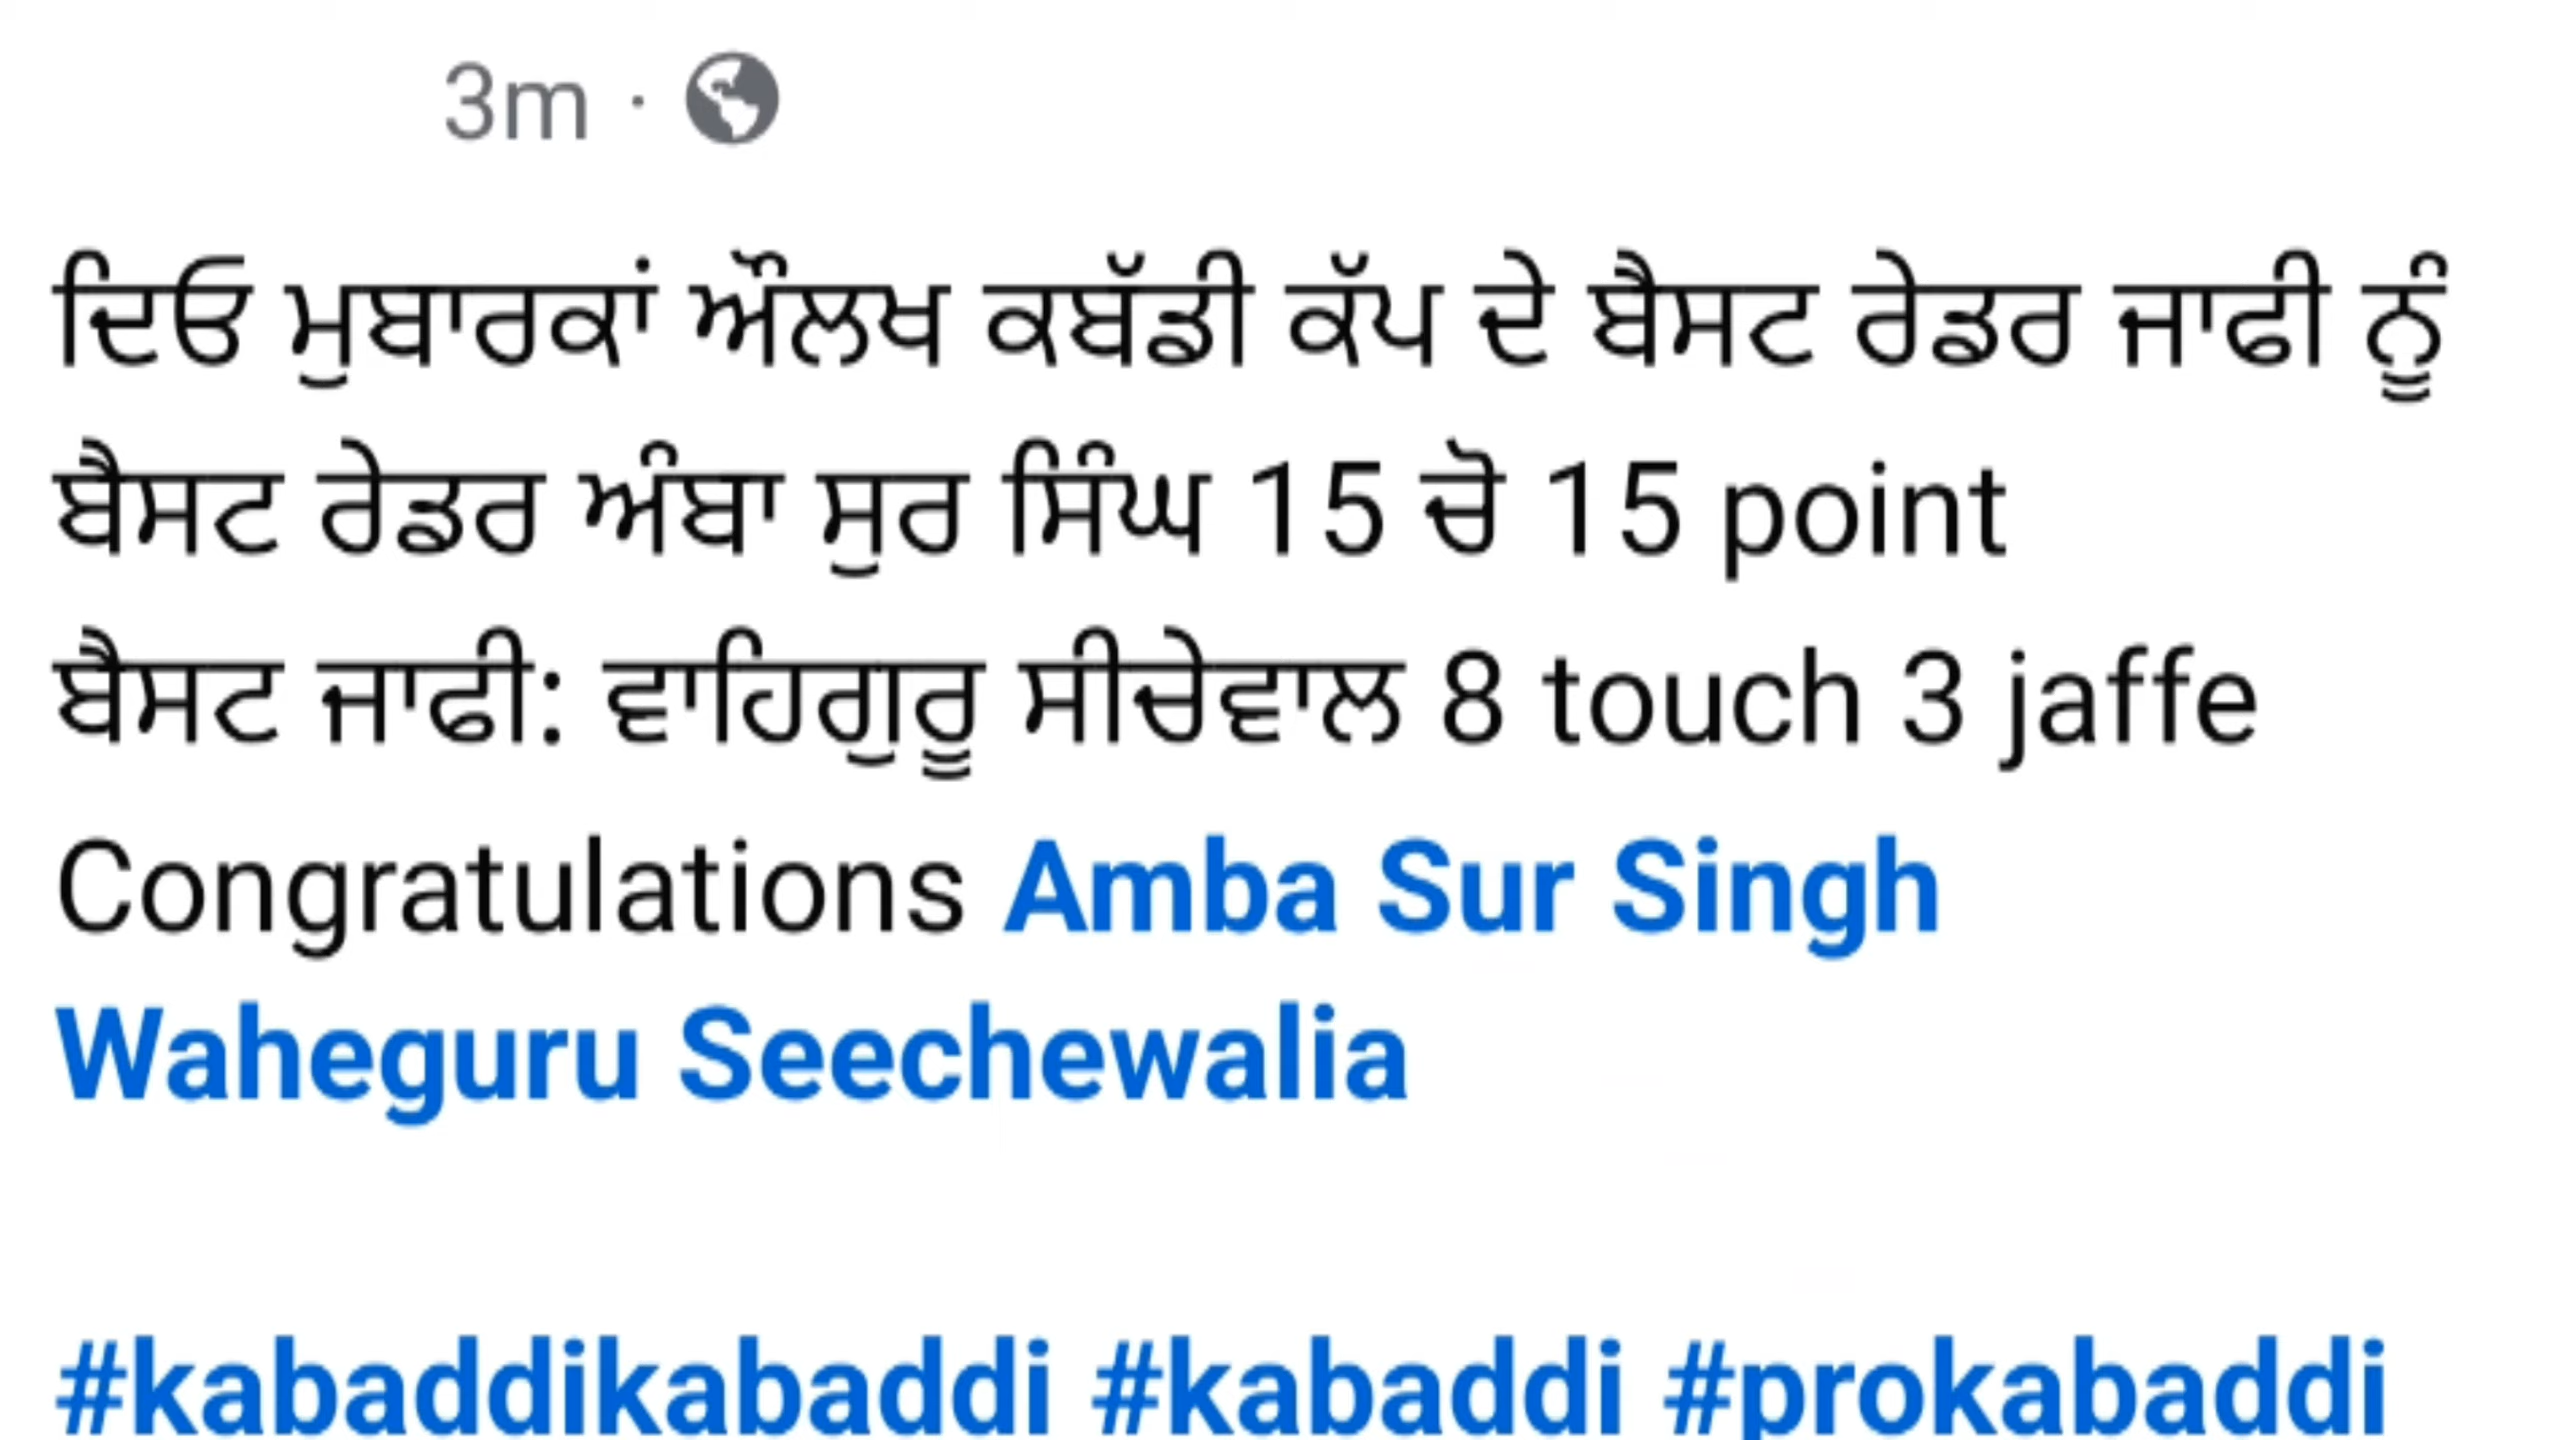 3m ·
ਦਿਓ ਮੁਬਾਰਕਾਂ ਔਲਖ ਕਬੱਡੀ ਕੱਪ ਦੇ ਬੈਸਟ ਰੇਡਰ ਜਾਫੀ ਨੂੰ
ਬੈਸਟ ਰੇਡਰ ਅੰਬਾ ਸੁਰ ਸਿੰਘ 15 ਚੋ 15 point
ਬੈਸਟ ਜਾਫੀ: ਵਾਹਿਗੁਰੂ ਸੀਚੇਵਾਲ 8 touch 3 jaffe
Congratulations Amba Sur Singh
Waheguru Seechewalia
#kabaddikabaddi #kabaddi #prokabaddi